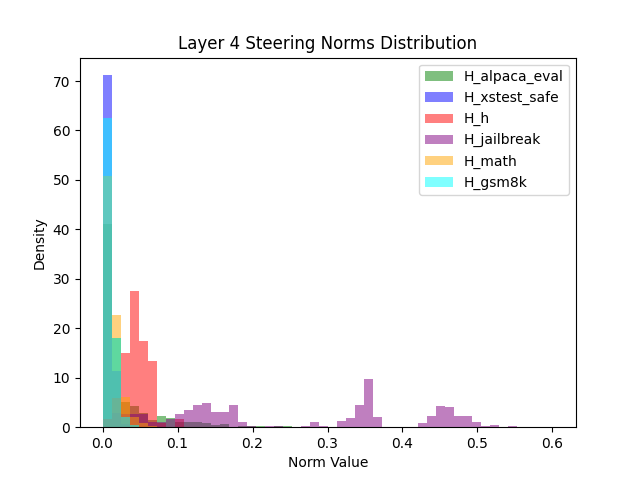 Layer 4 Steering Norms Distribution
H_alpaca_eval
H_xstest_safe
H_h
H_jailbreak
H_math
H_gsm8k
Density
70
60
50
40
30
20
10
0
0.0 0.1 0.2 0.3 0.4 0.5 0.6
Norm Value